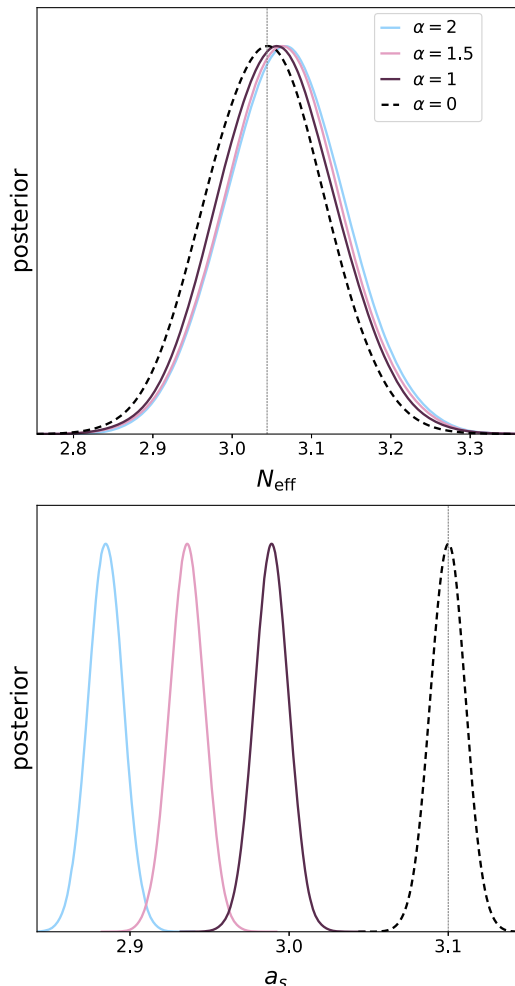 α = 2
α = 1.5
α = 1
α = 0
posterior
2.8 2.9 3.0 3.1 3.2 3.3
N_eff
posterior
2.9 3.0 3.1
a_s